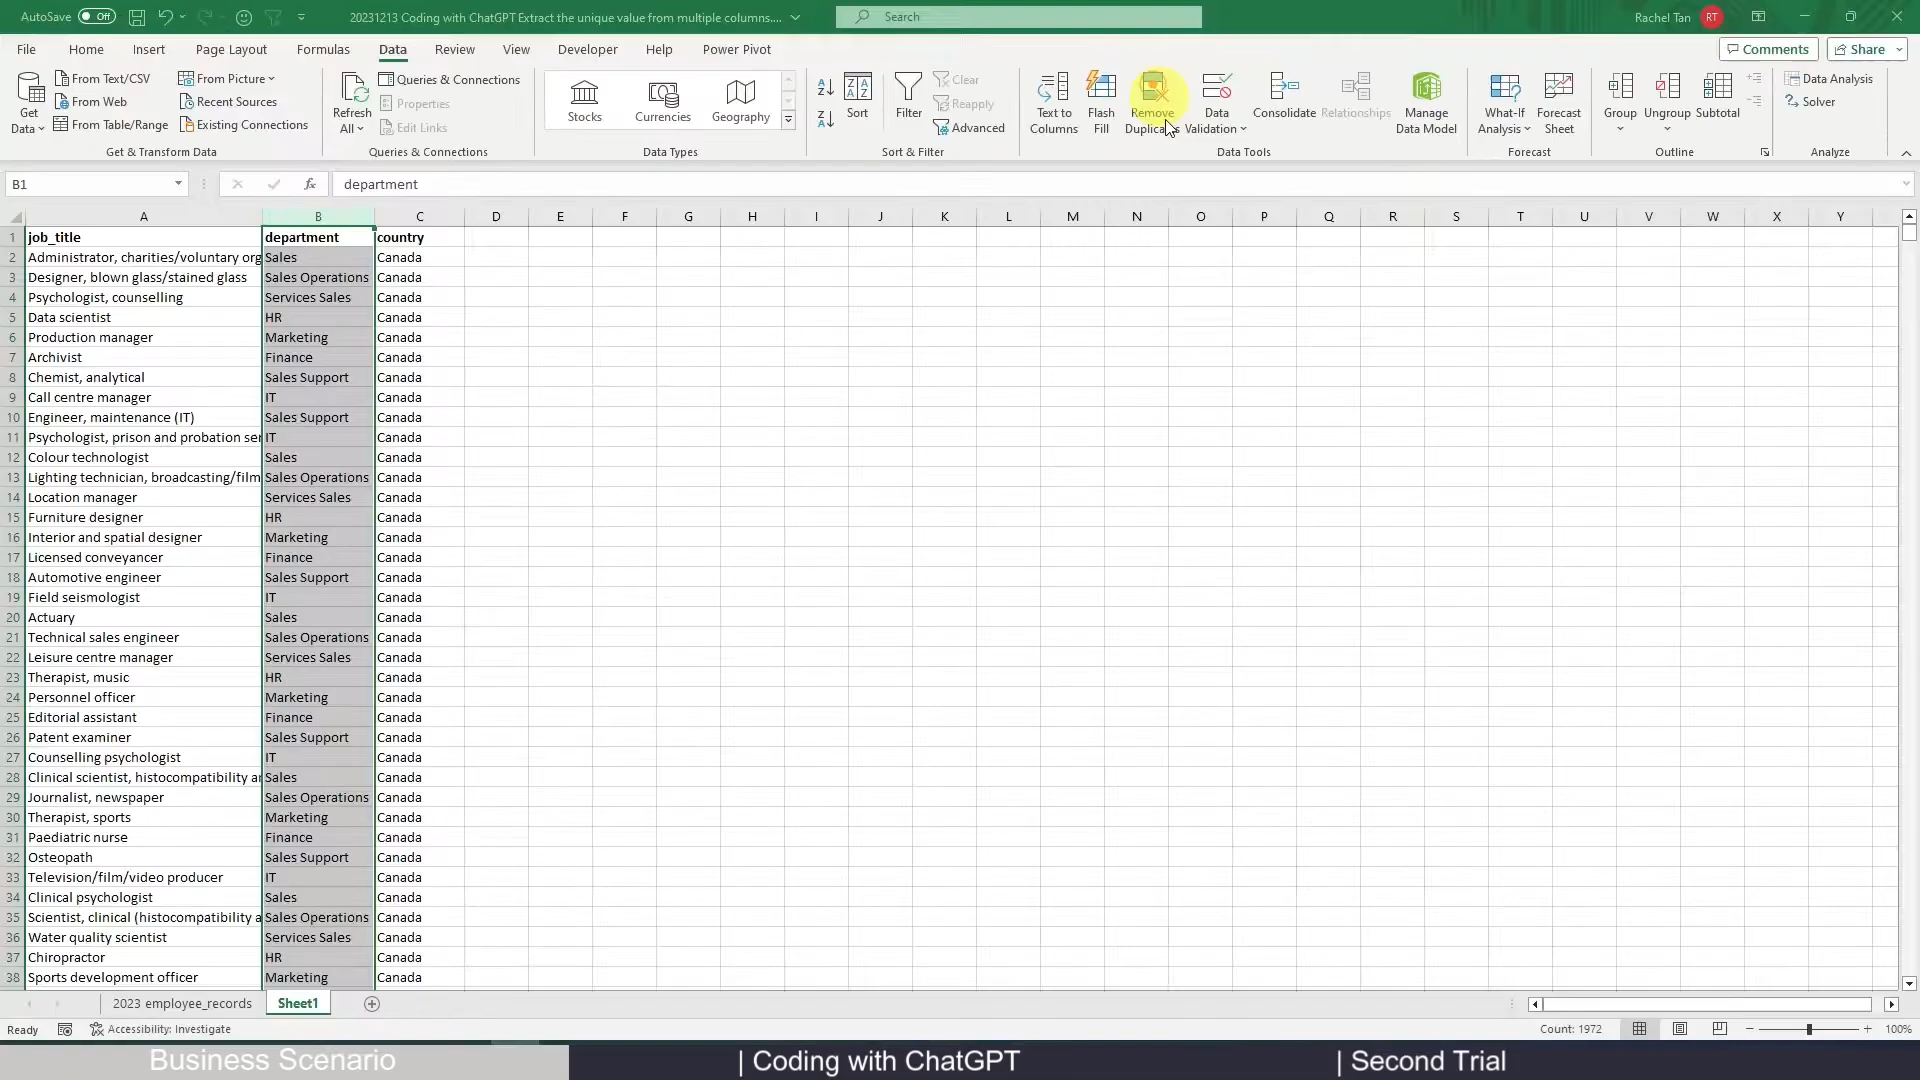 AutoSave Off 20231213 Coding with ChatGPT Extract the unique value from multiple columns.... Search Rachel Tan RT
File Home Insert Page Layout Formulas Data Review View Developer Help Power Pivot Comments Share
Get Data
From Text/CSV
From Web
From Table/Range
From Picture
Recent Sources
Existing Connections
Get & Transform Data
Refresh All
Queries & Connections
Properties
Edit Links
Queries & Connections
Stocks Currencies Geography
Data Types
Sort
Filter
Clear
Reapply
Advanced
Sort & Filter
Text to Columns
Flash Fill
Remove
Data Validation
Consolidate
Relationships
Manage Data Model
Data Tools
What-If Analysis
Forecast Sheet
Forecast
Group
Ungroup
Subtotal
Outline
Data Analysis
Solver
Analyze
B1 fx department
A B C D E F G H I J K L M N O P Q R S T U V W X Y
1 job_title department country
2 Administrator, charities/voluntary org Sales Canada
3 Designer, blown glass/stained glass Sales Operations Canada
4 Psychologist, counselling Services Sales Canada
5 Data scientist HR Canada
6 Production manager Marketing Canada
7 Archivist Finance Canada
8 Chemist, analytical Sales Support Canada
9 Call centre manager IT Canada
10 Engineer, maintenance (IT) Sales Support Canada
11 Psychologist, prison and probation ser IT Canada
12 Colour technologist Sales Canada
13 Lighting technician, broadcasting/film Sales Operations Canada
14 Location manager Services Sales Canada
15 Furniture designer HR Canada
16 Interior and spatial designer Marketing Canada
17 Licensed conveyancer Finance Canada
18 Automotive engineer Sales Support Canada
19 Field seismologist IT Canada
20 Actuary Sales Canada
21 Technical sales engineer Sales Operations Canada
22 Leisure centre manager Services Sales Canada
23 Therapist, music HR Canada
24 Personnel officer Marketing Canada
25 Editorial assistant Finance Canada
26 Patent examiner Sales Support Canada
27 Counselling psychologist IT Canada
28 Clinical scientist, histocompatibility a Sales Canada
29 Journalist, newspaper Sales Operations Canada
30 Therapist, sports Marketing Canada
31 Paediatric nurse Finance Canada
32 Osteopath Sales Support Canada
33 Television/film/video producer IT Canada
34 Clinical psychologist Sales Canada
35 Scientist, clinical (histocompatibility a Sales Operations Canada
36 Water quality scientist Services Sales Canada
37 Chiropractor HR Canada
38 Sports development officer Marketing Canada
2023 employee_records Sheet1
Ready Accessibility: Investigate Count: 1972 100%
Business Scenario | Coding with ChatGPT | Second Trial